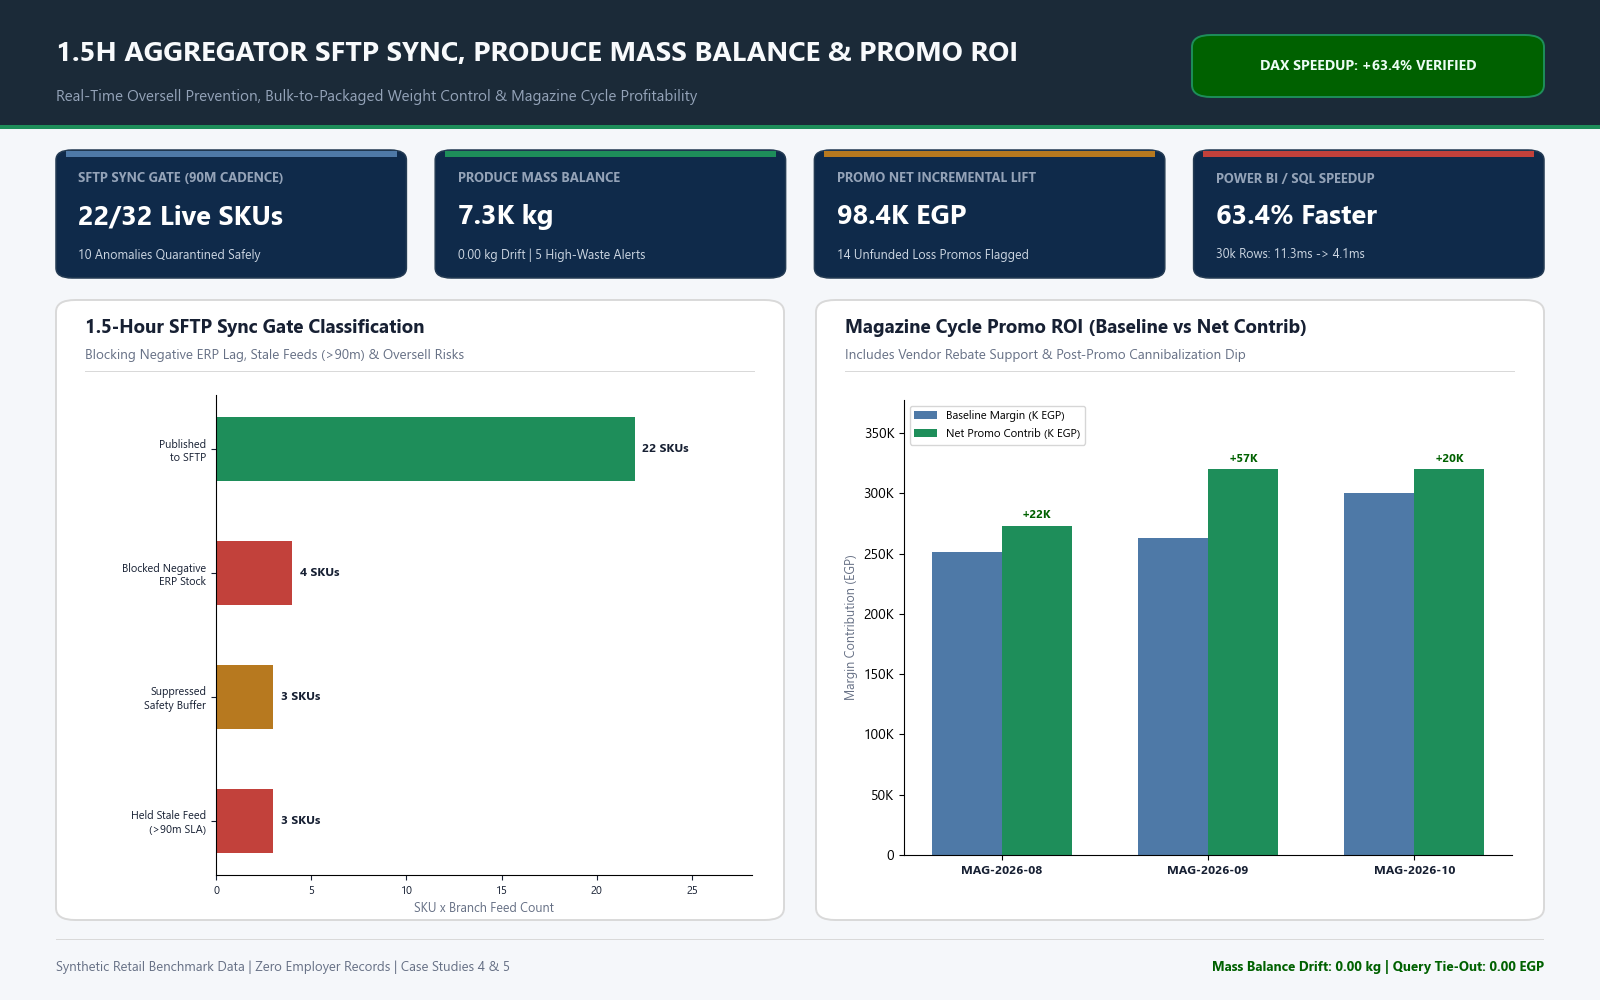 1.5H AGGREGATOR SFTP SYNC, PRODUCE MASS BALANCE & PROMO ROI
Real-Time Oversell Prevention, Bulk-to-Packaged Weight Control & Magazine Cycle Profitability
DAX SPEEDUP: +63.4% VERIFIED
SFTP SYNC GATE (90M CADENCE)
22/32 Live SKUs
10 Anomalies Quarantined Safely
PRODUCE MASS BALANCE
7.3K kg
0.00 kg Drift | 5 High-Waste Alerts
PROMO NET INCREMENTAL LIFT
98.4K EGP
14 Unfunded Loss Promos Flagged
POWER BI / SQL SPEEDUP
63.4% Faster
30k Rows: 11.3ms -> 4.1ms
1.5-Hour SFTP Sync Gate Classification
Blocking Negative ERP Lag, Stale Feeds (>90m) & Oversell Risks
Published
to SFTP
22 SKUs
Blocked Negative
ERP Stock
4 SKUs
Suppressed
Safety Buffer
3 SKUs
Held Stale Feed
(>90m SLA)
3 SKUs
0 5 10 15 20 25
SKU x Branch Feed Count
Magazine Cycle Promo ROI (Baseline vs Net Contrib)
Includes Vendor Rebate Support & Post-Promo Cannibalization Dip
Baseline Margin (K EGP)
Net Promo Contrib (K EGP)
Margin Contribution (EGP)
350K
300K
250K
200K
150K
100K
50K
0
+22K
+57K
+20K
MAG-2026-08 MAG-2026-09 MAG-2026-10
Synthetic Retail Benchmark Data | Zero Employer Records | Case Studies 4 & 5
Mass Balance Drift: 0.00 kg | Query Tie-Out: 0.00 EGP